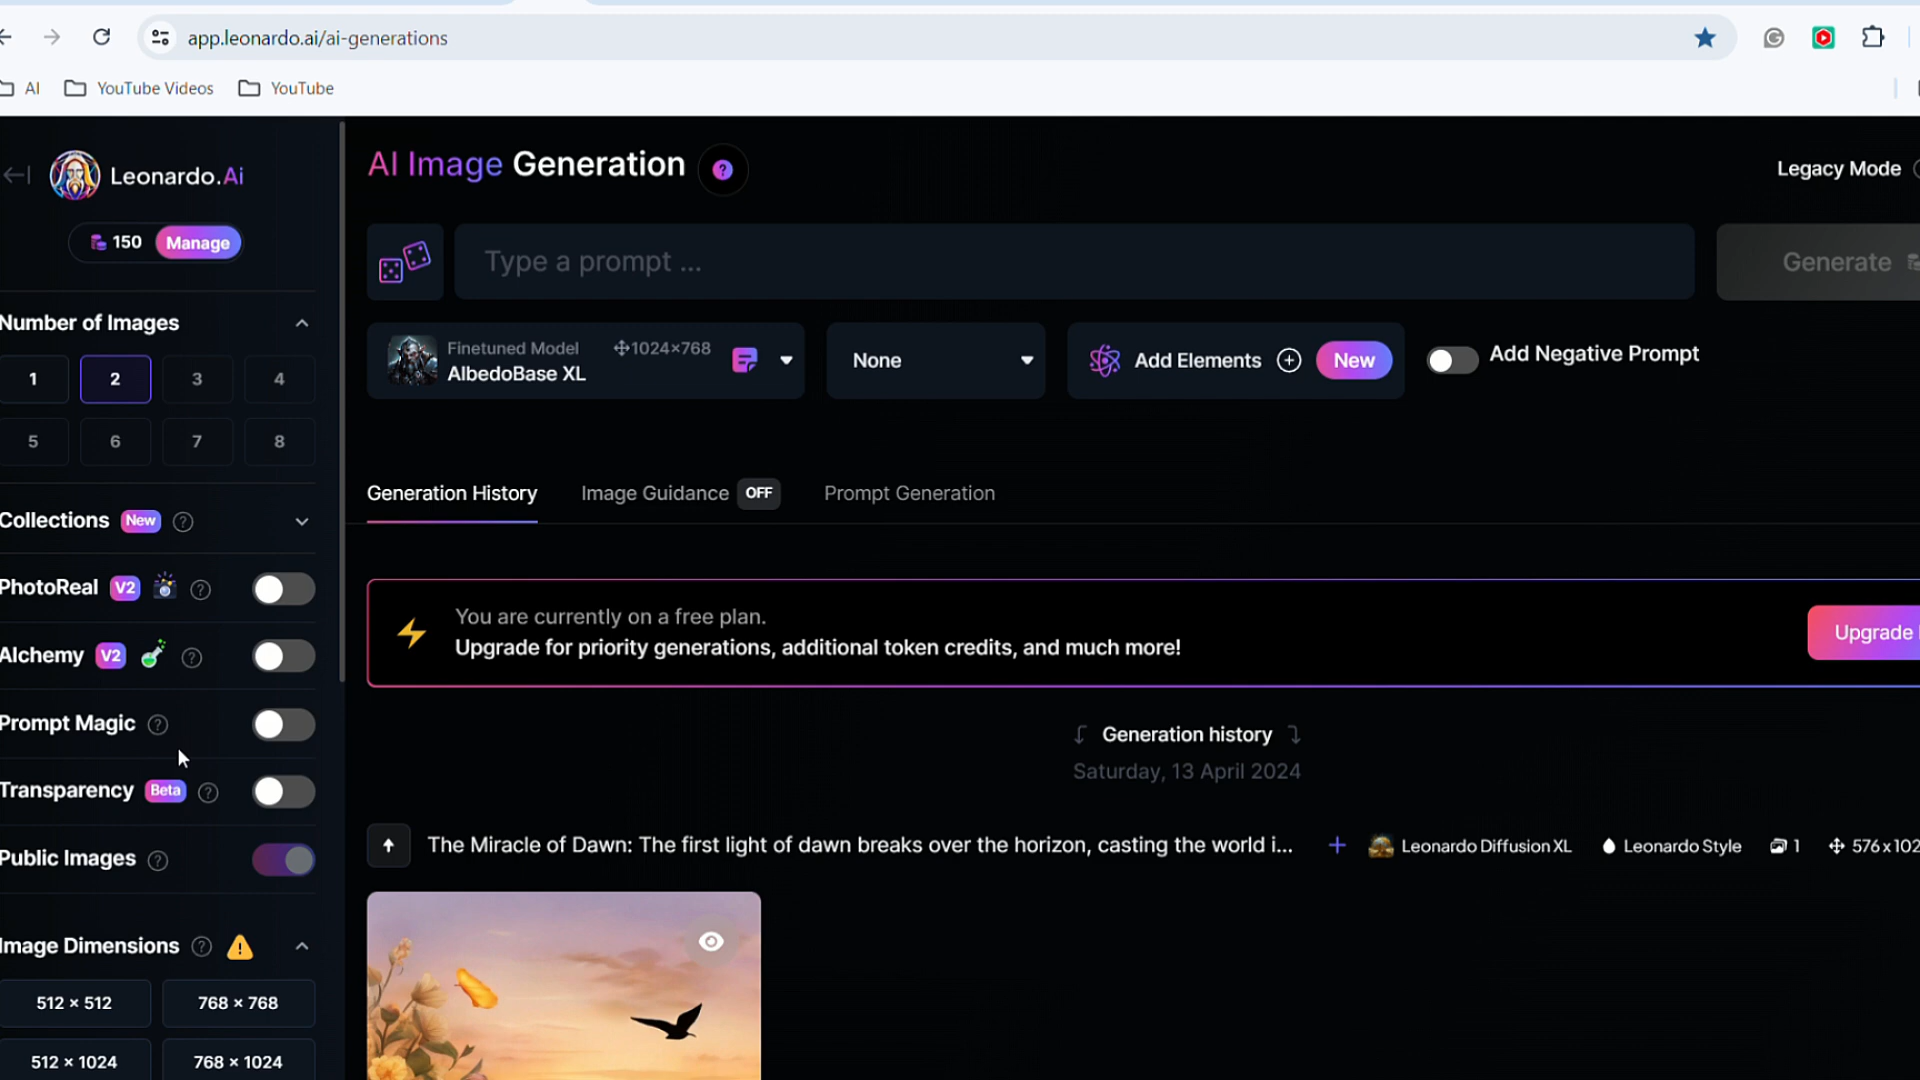 app.leonardo.ai/ai-generations
AI
YouTube Videos
YouTube
Leonardo.Ai
150
Manage
Number of Images
1
2
3
4
5
6
7
8
Collections New
PhotoReal V2
Alchemy V2
Prompt Magic
Transparency Beta
Public Images
Image Dimensions
512 × 512
768 × 768
512 × 1024
768 × 1024
AI Image Generation
Legacy Mode
Type a prompt ...
Generate
Finetuned Model
1024×768
AlbedoBase XL
None
Add Elements
New
Add Negative Prompt
Generation History
Image Guidance OFF
Prompt Generation
You are currently on a free plan.
Upgrade for priority generations, additional token credits, and much more!
Upgrade
Generation history
Saturday, 13 April 2024
The Miracle of Dawn: The first light of dawn breaks over the horizon, casting the world i...
Leonardo Diffusion XL
Leonardo Style
1
576 x 102